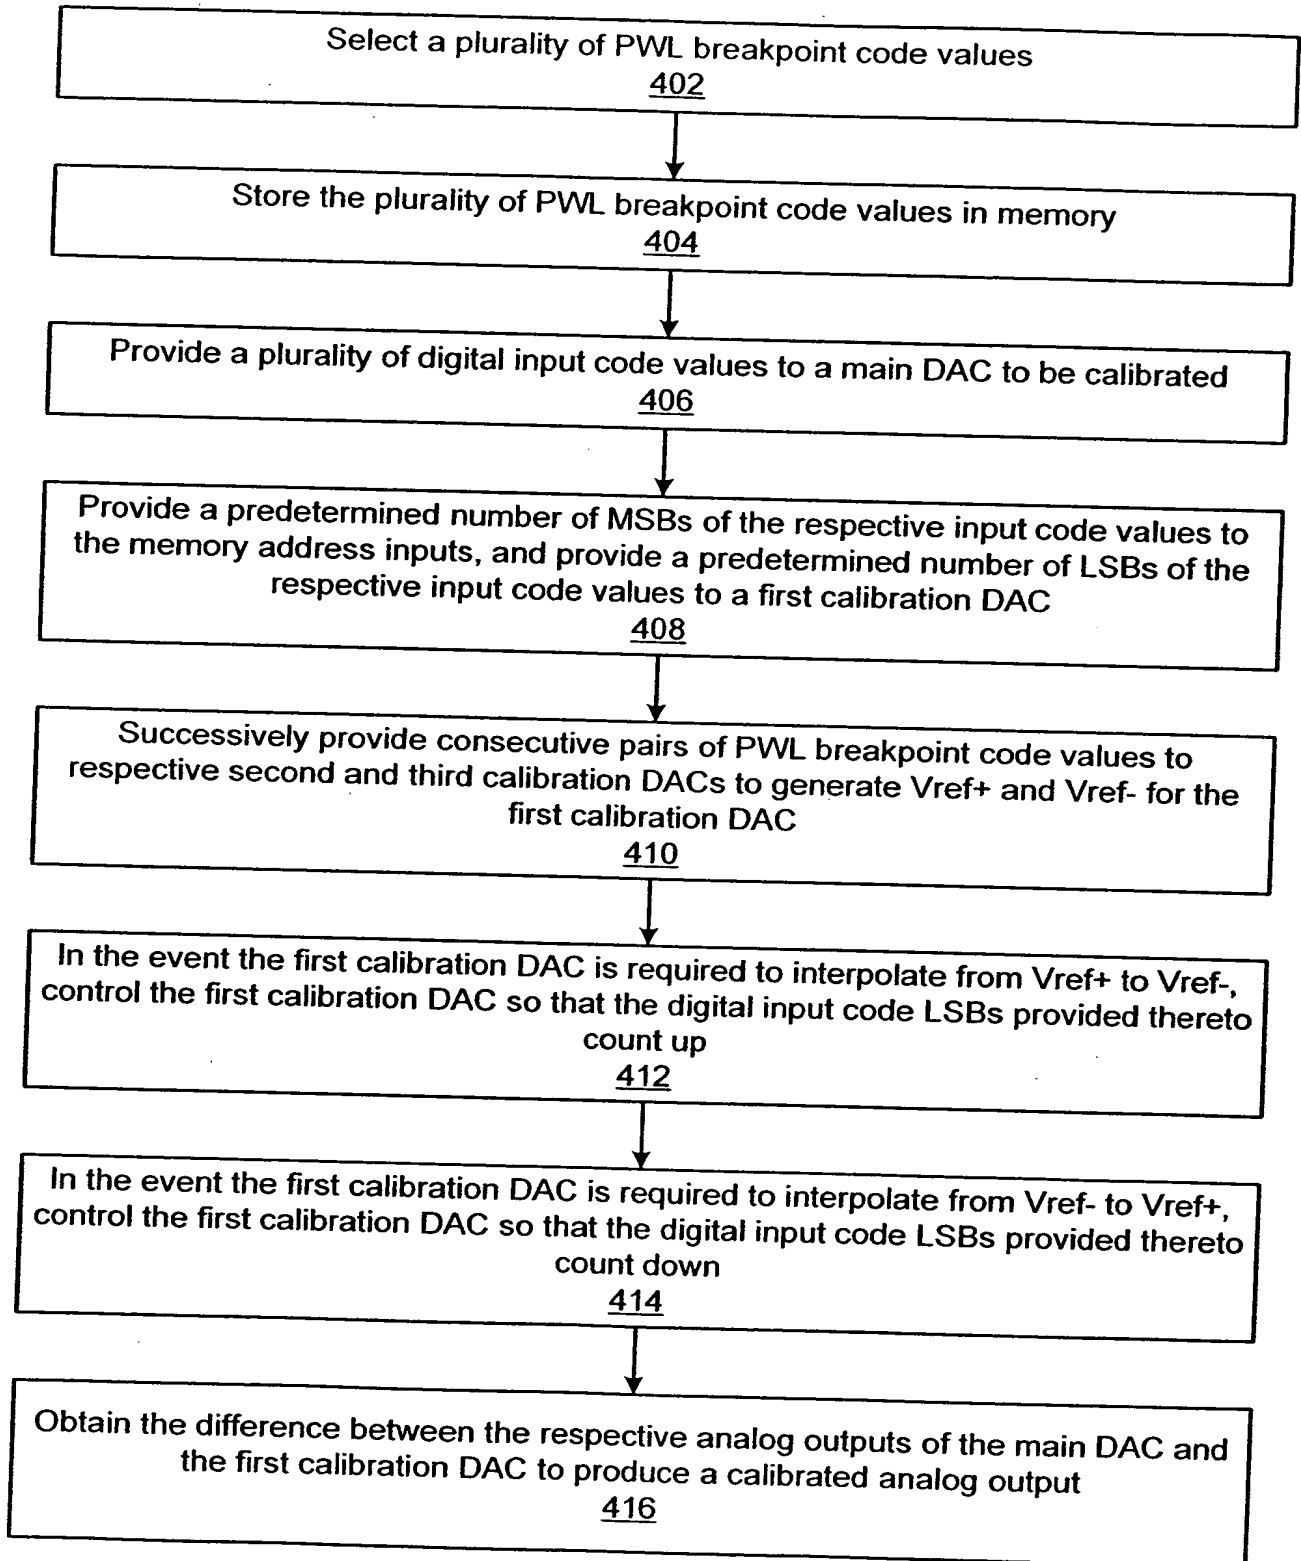 Select a plurality of PWL breakpoint code values
402
Store the plurality of PWL breakpoint code values in memory
404
Provide a plurality of digital input code values to a main DAC to be calibrated
406
Provide a predetermined number of MSBs of the respective input code values to
the memory address inputs, and provide a predetermined number of LSBs of the
respective input code values to a first calibration DAC
408
Successively provide consecutive pairs of PWL breakpoint code values to
respective second and third calibration DACs to generate Vref+ and Vref- for the
first calibration DAC
410
In the event the first calibration DAC is required to interpolate from Vref+ to Vref-,
control the first calibration DAC so that the digital input code LSBs provided thereto
count up
412
In the event the first calibration DAC is required to interpolate from Vref- to Vref+,
control the first calibration DAC so that the digital input code LSBs provided thereto
count down
414
Obtain the difference between the respective analog outputs of the main DAC and
the first calibration DAC to produce a calibrated analog output
416